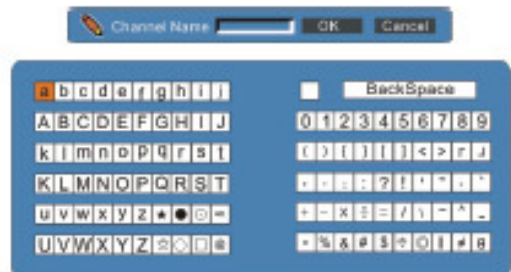 Channel Name OK Cancel
a b c d e f g h i j
BackSpace
A B C D E F G H I J
0 1 2 3 4 5 6 7 8 9
k l m n o p q r s t
( ) { } [ ] < > ｢ ｣
K L M N O P Q R S T
u v w x y z ★ ●
+ - × ÷ =
U V W X Y Z
% & # $